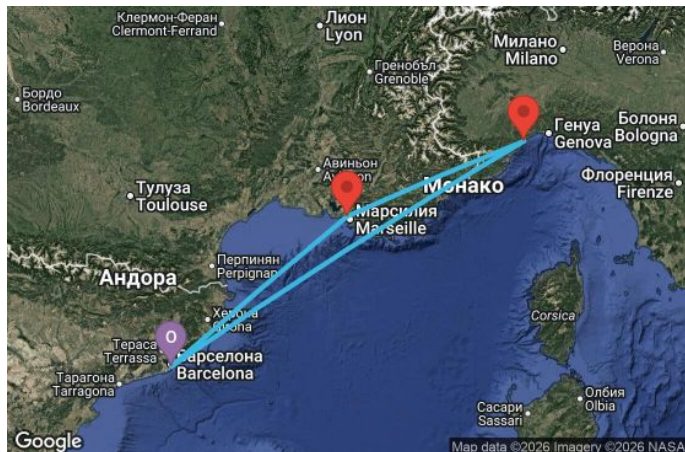 Клермон-Феран
Clermont-Ferrand
Лион
Lyon
Милано
Milano
Верона
Verona
Гренобъл
Grenoble
Бордо
Bordeaux
Генуа
Genova
Болоня
Bologna
Авиньон
Монако
Флоренция
Firenze
Тулуза
Toulouse
Марсилия
Marseille
Перпинян
Perpignan
Андора
Corsica
O
Тераса
Terrassa
Барселона
Barcelona
Тарагона
Tarragona
Олбия
Olbia
Сасари
Sassari
Google
Map data ©2026 Imagery ©2026 NASA